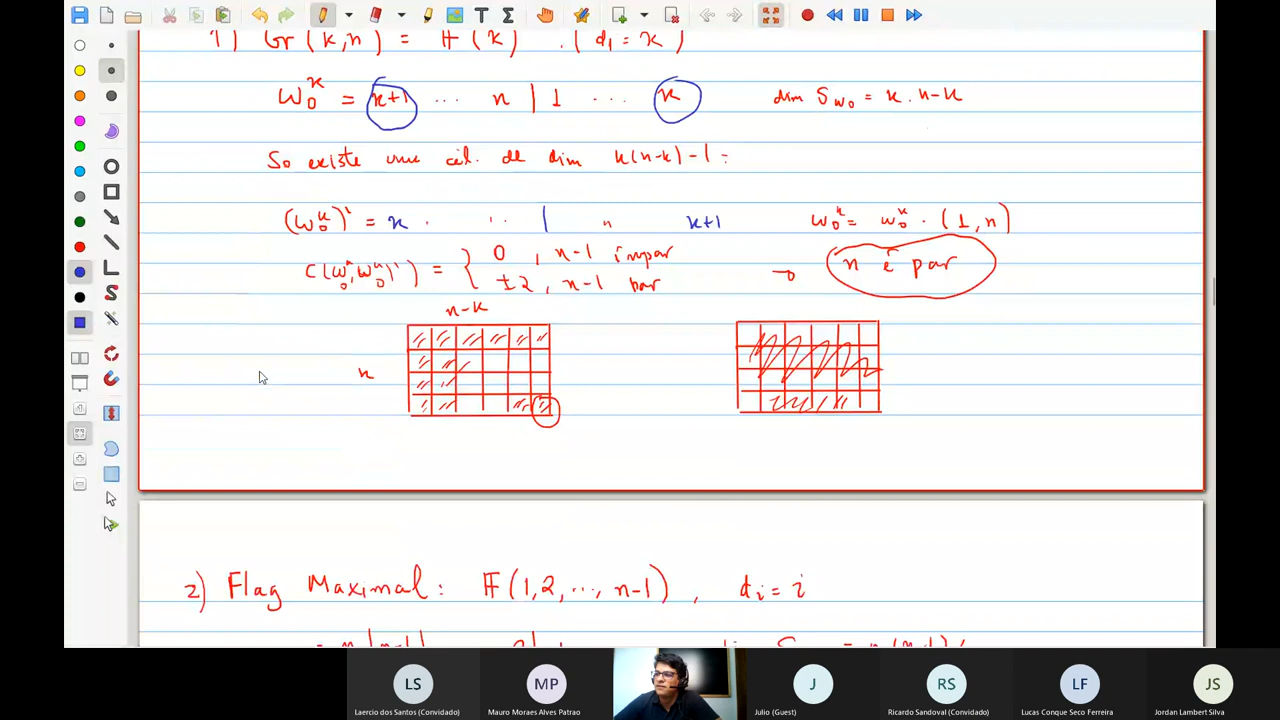 1) Gr(k,n) = F(k) . (d₁ = k)
W₀ᵏ = k+1 ... n | 1 ... k dim S_w₀ = k.n-k
So existe uma cél. de dim k(n-k)-1 =
(W₀ᵏ)' = k . .. | n k+1 W₀ᵏ = W₀ᵏ . (1,n)
C(W₀ᵏ,W₀ᵏ)') = { 0 , n-1 ímpar → n é par
±2 , n-1 par
n-k
k
2) Flag Maximal: F(1,2,...,n-1) , dᵢ = i
LS
MP
J
RS
LF
JS
Laercio dos Santos (Convidado)
Mauro Moraes Alves Patrao
Julio (Guest)
Ricardo Sandoval (Convidado)
Lucas Conque Seco Ferreira
Jordan Lambert Silva